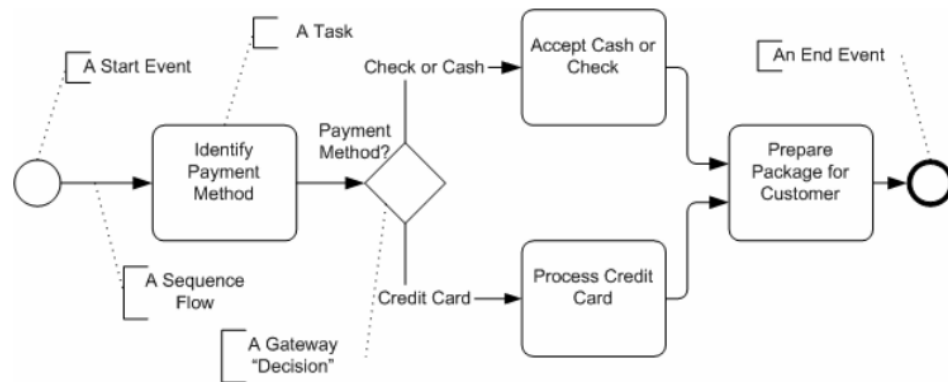 A Start Event
A Task
Check or Cash
Accept Cash or
Check
An End Event
Identify
Payment
Method
Payment
Method?
Prepare
Package for
Customer
A Sequence
Flow
Credit Card
Process Credit
Card
A Gateway
“Decision”